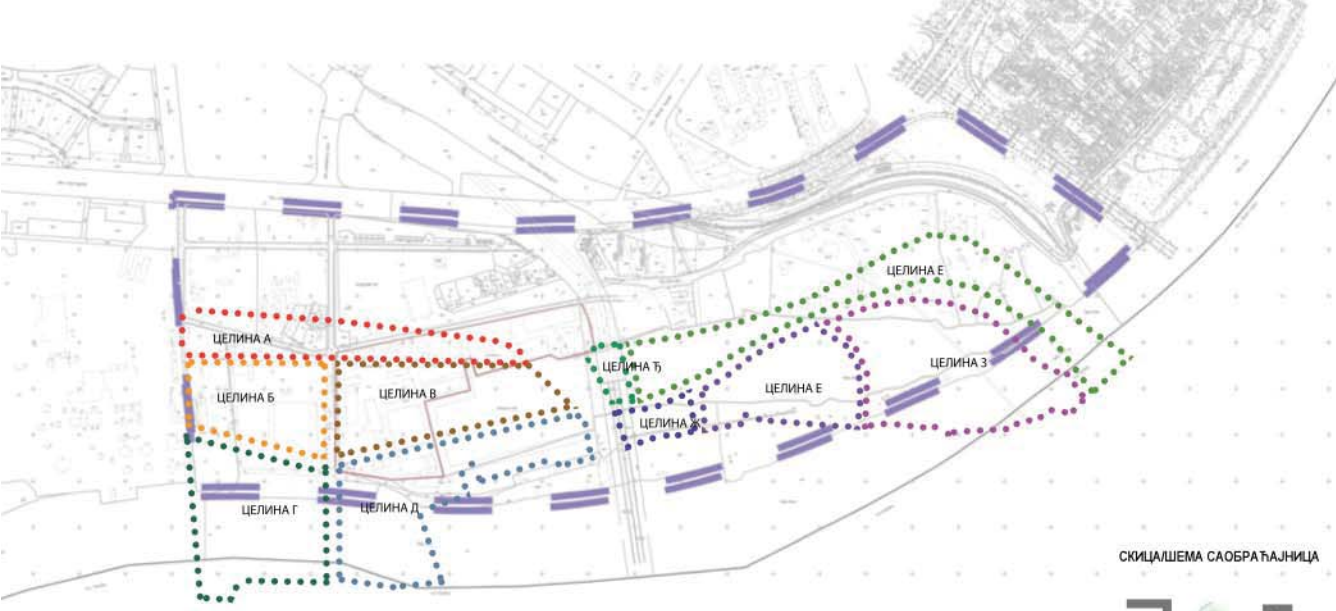 ЦЕЛИНА Е
ЦЕЛИНА А
ЦЕЛИНА Ђ
ЦЕЛИНА З
ЦЕЛИНА Б
ЦЕЛИНА В
ЦЕЛИНА Е
ЦЕЛИНА Ж
ЦЕЛИНА Г
ЦЕЛИНА Д
СКИЦА/ШЕМА САОБРАЋАЈНИЦА